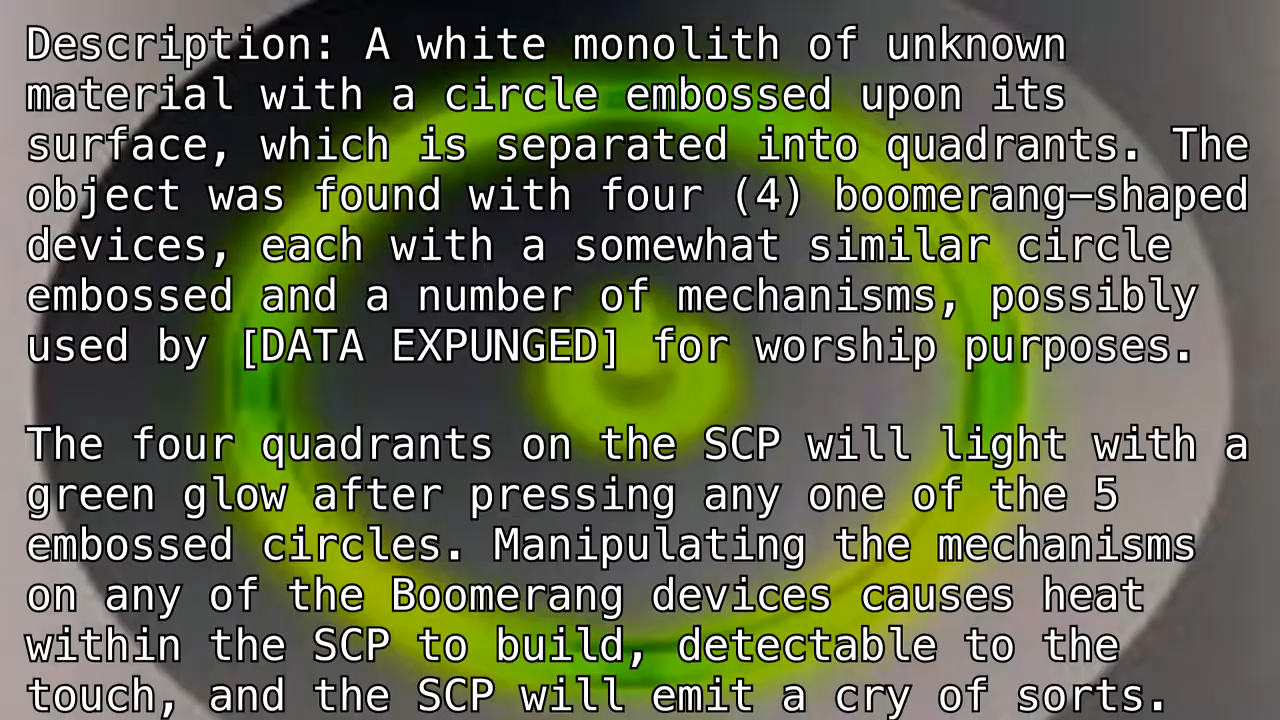 Description: A white monolith of unknown
material with a circle embossed upon its
surface, which is separated into quadrants. The
object was found with four (4) boomerang–shaped
devices, each with a somewhat similar circle
embossed and a number of mechanisms, possibly
used by [DATA EXPUNGED] for worship purposes.

The four quadrants on the SCP will light with a
green glow after pressing any one of the 5
embossed circles. Manipulating the mechanisms
on any of the Boomerang devices causes heat
within the SCP to build, detectable to the
touch, and the SCP will emit a cry of sorts.